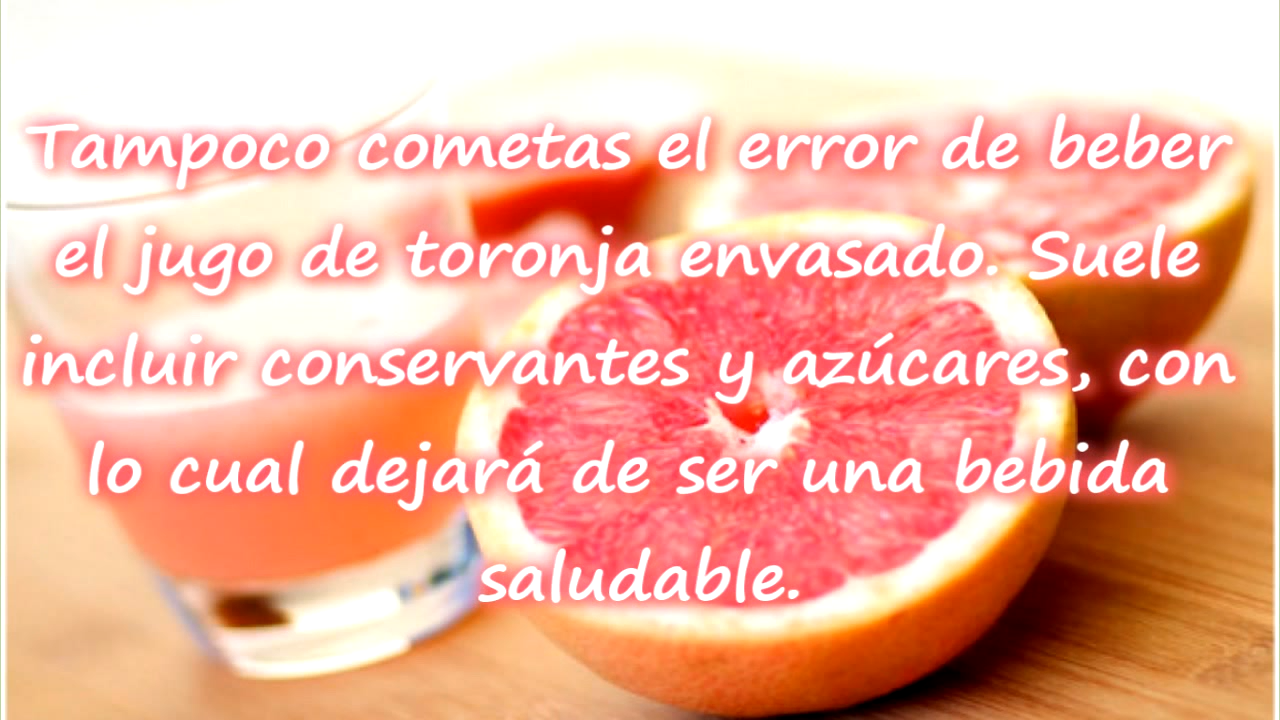 Tampoco cometas el error de beber
el jugo de toronja envasado. Suele
incluir conservantes y azúcares, con
lo cual dejará de ser una bebida
saludable.